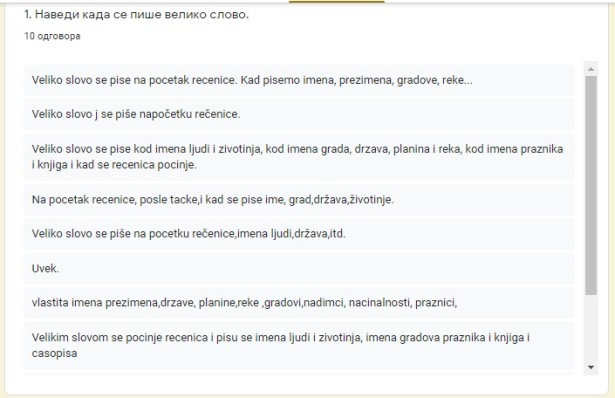 1. Наведи када се пише велико слово.
10 одговора
Veliko slovo se pise na pocetak recenice. Kad pisemo imena, prezimena, gradove, reke...
Veliko slovo j se piše napočetku rečenice.
Veliko slovo se pise kod imena ljudi i zivotinja, kod imena grada, drzava, planina i reka, kod imena praznika
i knjiga i kad se recenica pocinje.
Na pocetak recenice, posle tacke,i kad se pise ime, grad,država,životinje.
Veliko slovo se piše na pocetku rečenice,imena ljudi,država,itd.
Uvek.
vlastita imena prezimena,drzave, planine,reke ,gradovi,nadimci, nacinalnosti, praznici,
Velikim slovom se pocinje recenica i pisu se imena ljudi i zivotinja, imena gradova praznika i knjiga i
casopisa